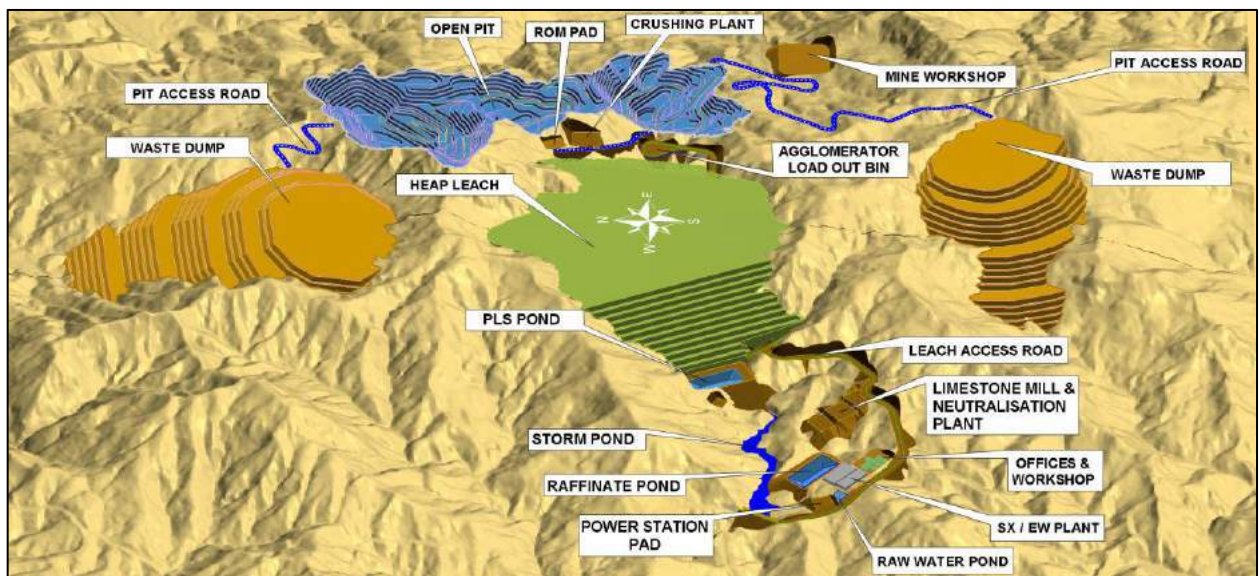 OPEN PIT
ROM PAD
CRUSHING PLANT
MINE WORKSHOP
PIT ACCESS ROAD
PIT ACCESS ROAD
WASTE DUMP
HEAP LEACH
AGGLOMERATOR
LOAD OUT BIN
WASTE DUMP
E
N
S
W
PLS POND
LEACH ACCESS ROAD
LIMESTONE MILL &
NEUTRALISATION
PLANT
STORM POND
RAFFINATE POND
OFFICES &
WORKSHOP
POWER STATION
PAD
SX / EW PLANT
RAW WATER POND